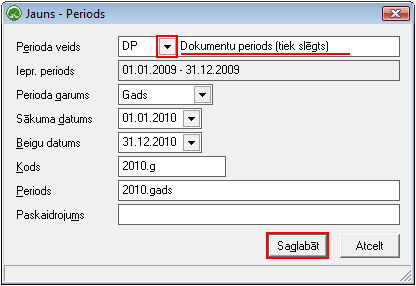 Jauns - Periods
Perioda veids DP Dokumentu periods (tiek slēgts)
Iepr. periods 01.01.2009 - 31.12.2009
Perioda garums Gads
Sākuma datums 01.01.2010
Beigu datums 31.12.2010
Kods 2010.g
Periods 2010.gads
Paskaidrojums
Saglabāt Atcelt